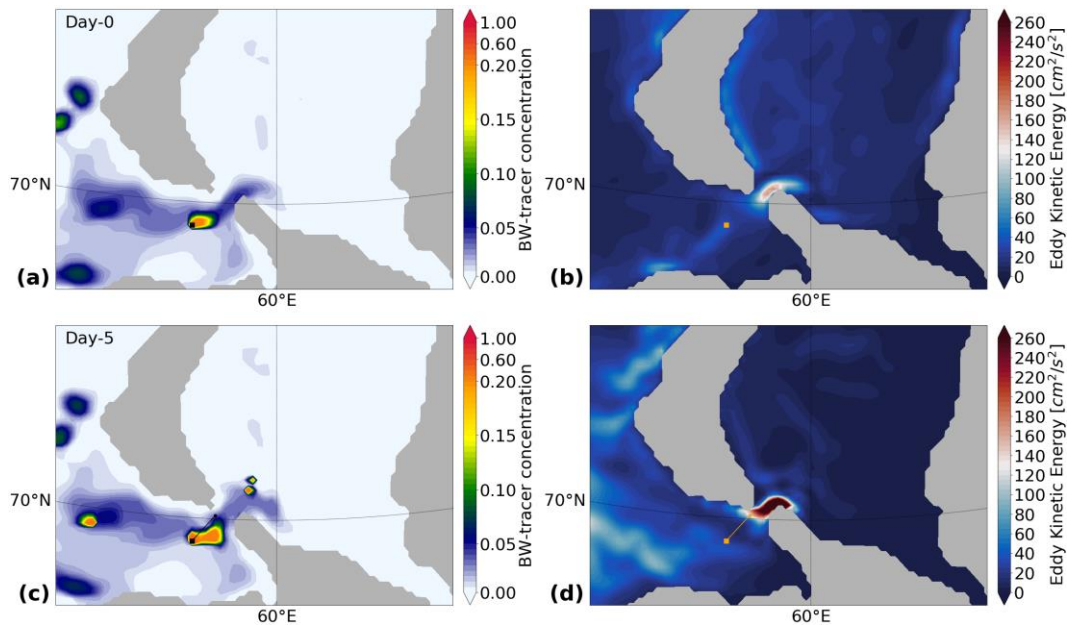 Day-0
70°N
(a)
60°E
1.00
0.60
0.20
0.15
0.10
0.05
0.00
BW-tracer concentration
70°N
(b)
60°E
260
240
220
200
180
160
140
120
100
80
60
40
20
0
Eddy Kinetic Energy [cm²/s²]
Day-5
70°N
(c)
60°E
1.00
0.60
0.20
0.15
0.10
0.05
0.00
BW-tracer concentration
70°N
(d)
60°E
260
240
220
200
180
160
140
120
100
80
60
40
20
0
Eddy Kinetic Energy [cm²/s²]